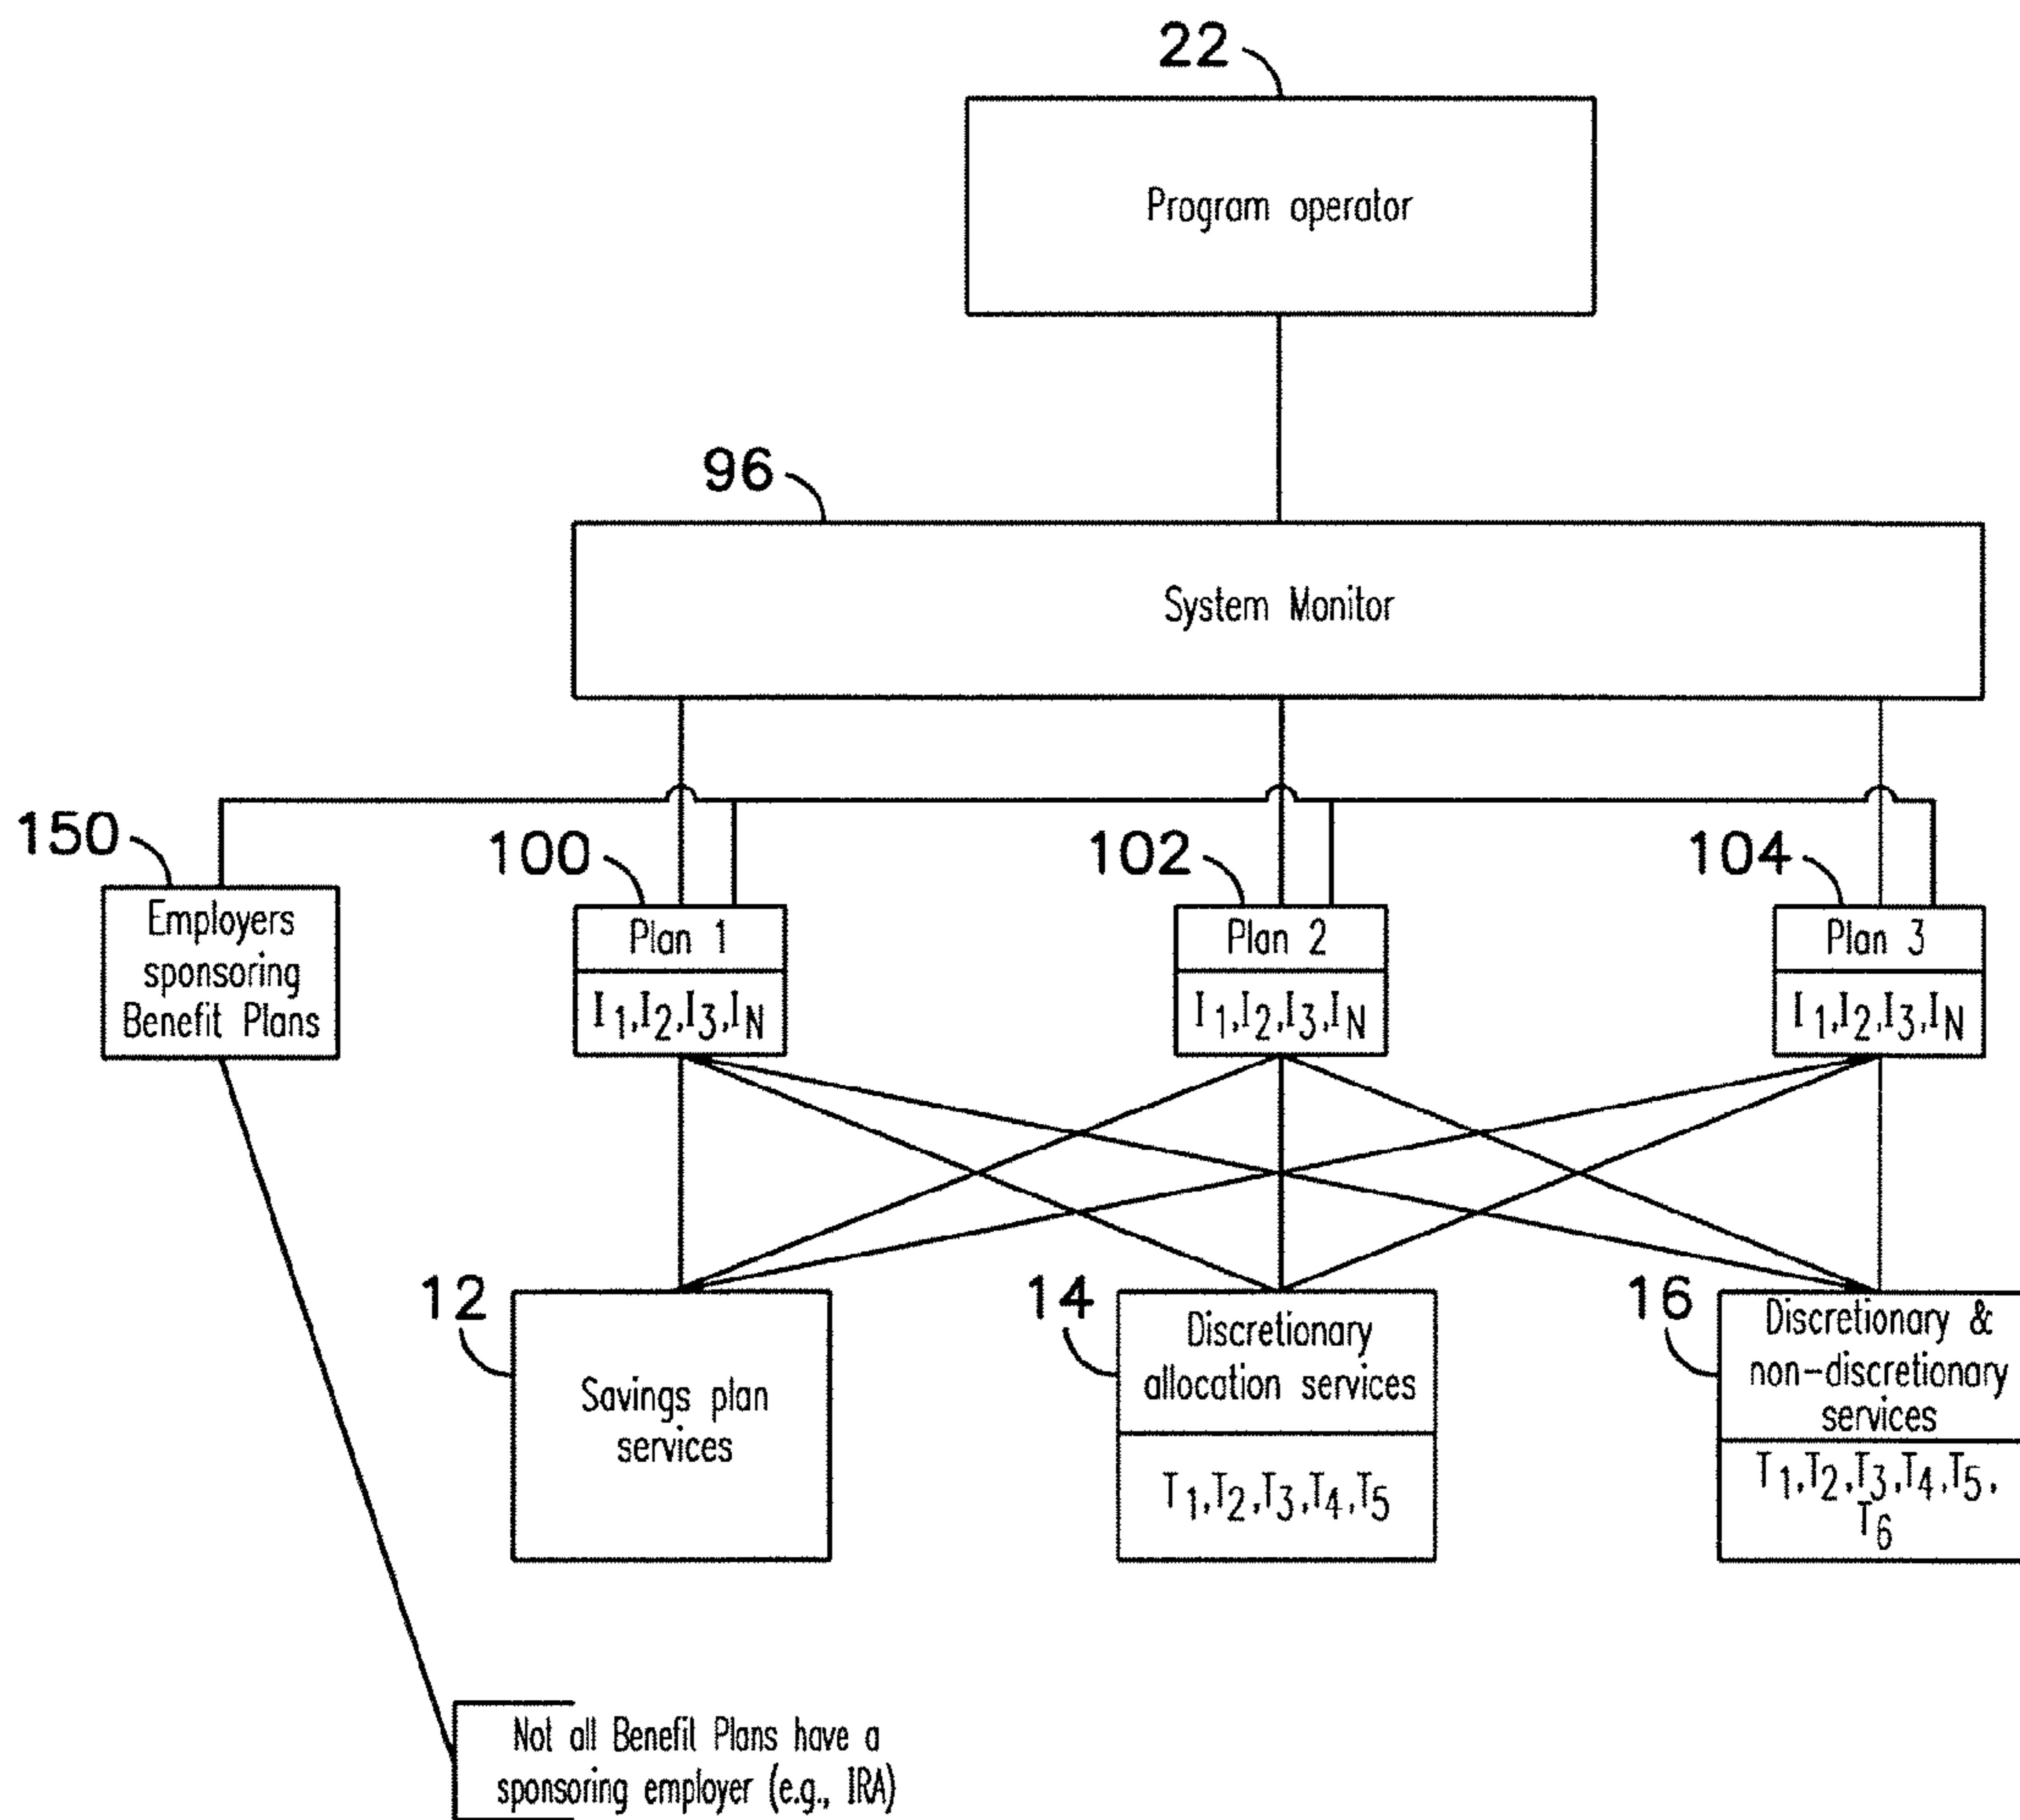 22
Program operator
96
System Monitor
150
100
102
104
Employers
sponsoring
Benefit Plans
Plan 1
I1,I2,I3,IN
Plan 2
I1,I2,I3,IN
Plan 3
I1,I2,I3,IN
12
Savings plan
services
14
Discretionary
allocation services
T1,T2,T3,T4,T5
16
Discretionary &
non-discretionary
services
T1,T2,T3,T4,T5,
T6
Not all Benefit Plans have a
sponsoring employer (e.g., IRA)